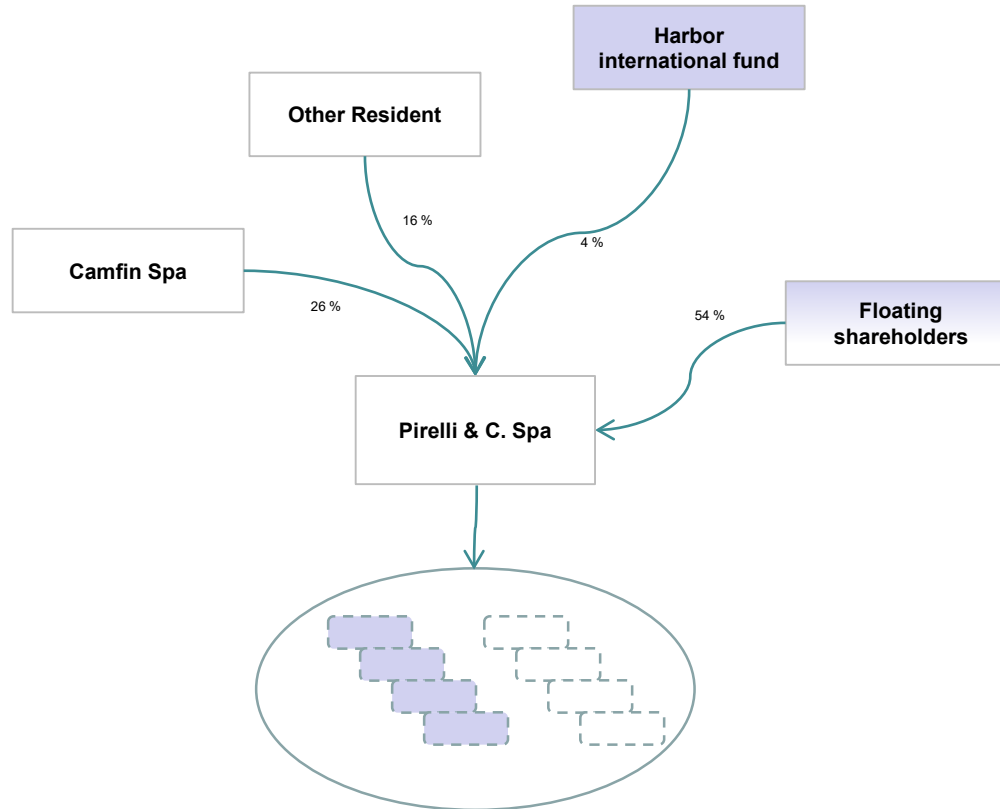 Harbor
international fund
Other Resident
16 %
4 %
Camfin Spa
26 %
54 %
Floating
shareholders
Pirelli & C. Spa